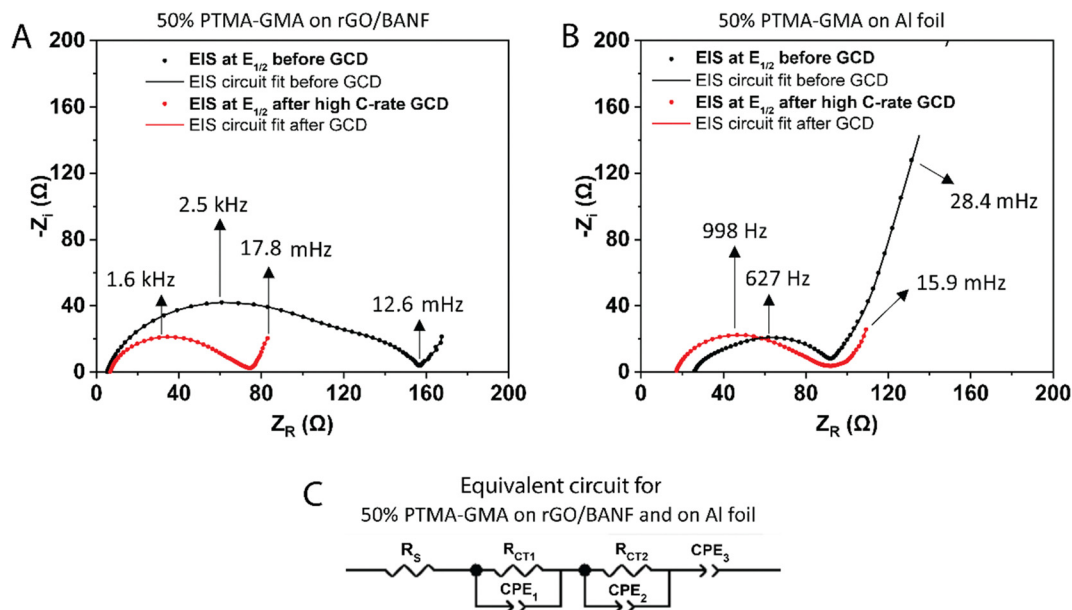 50% PTMA-GMA on rGO/BANF
A
200
160
120
80
40
0
-Zi (Ω)
EIS at E1/2 before GCD
EIS circuit fit before GCD
EIS at E1/2 after high C-rate GCD
EIS circuit fit after GCD
2.5 kHz
17.8 mHz
1.6 kHz
12.6 mHz
0 40 80 120 160 200
ZR (Ω)
50% PTMA-GMA on Al foil
B
200
160
120
80
40
0
-Zi (Ω)
EIS at E1/2 before GCD
EIS circuit fit before GCD
EIS at E1/2 after high C-rate GCD
EIS circuit fit after GCD
28.4 mHz
998 Hz
627 Hz
15.9 mHz
0 40 80 120 160 200
ZR (Ω)
C
Equivalent circuit for
50% PTMA-GMA on rGO/BANF and on Al foil
RS RCT1 RCT2 CPE3
CPE1 CPE2